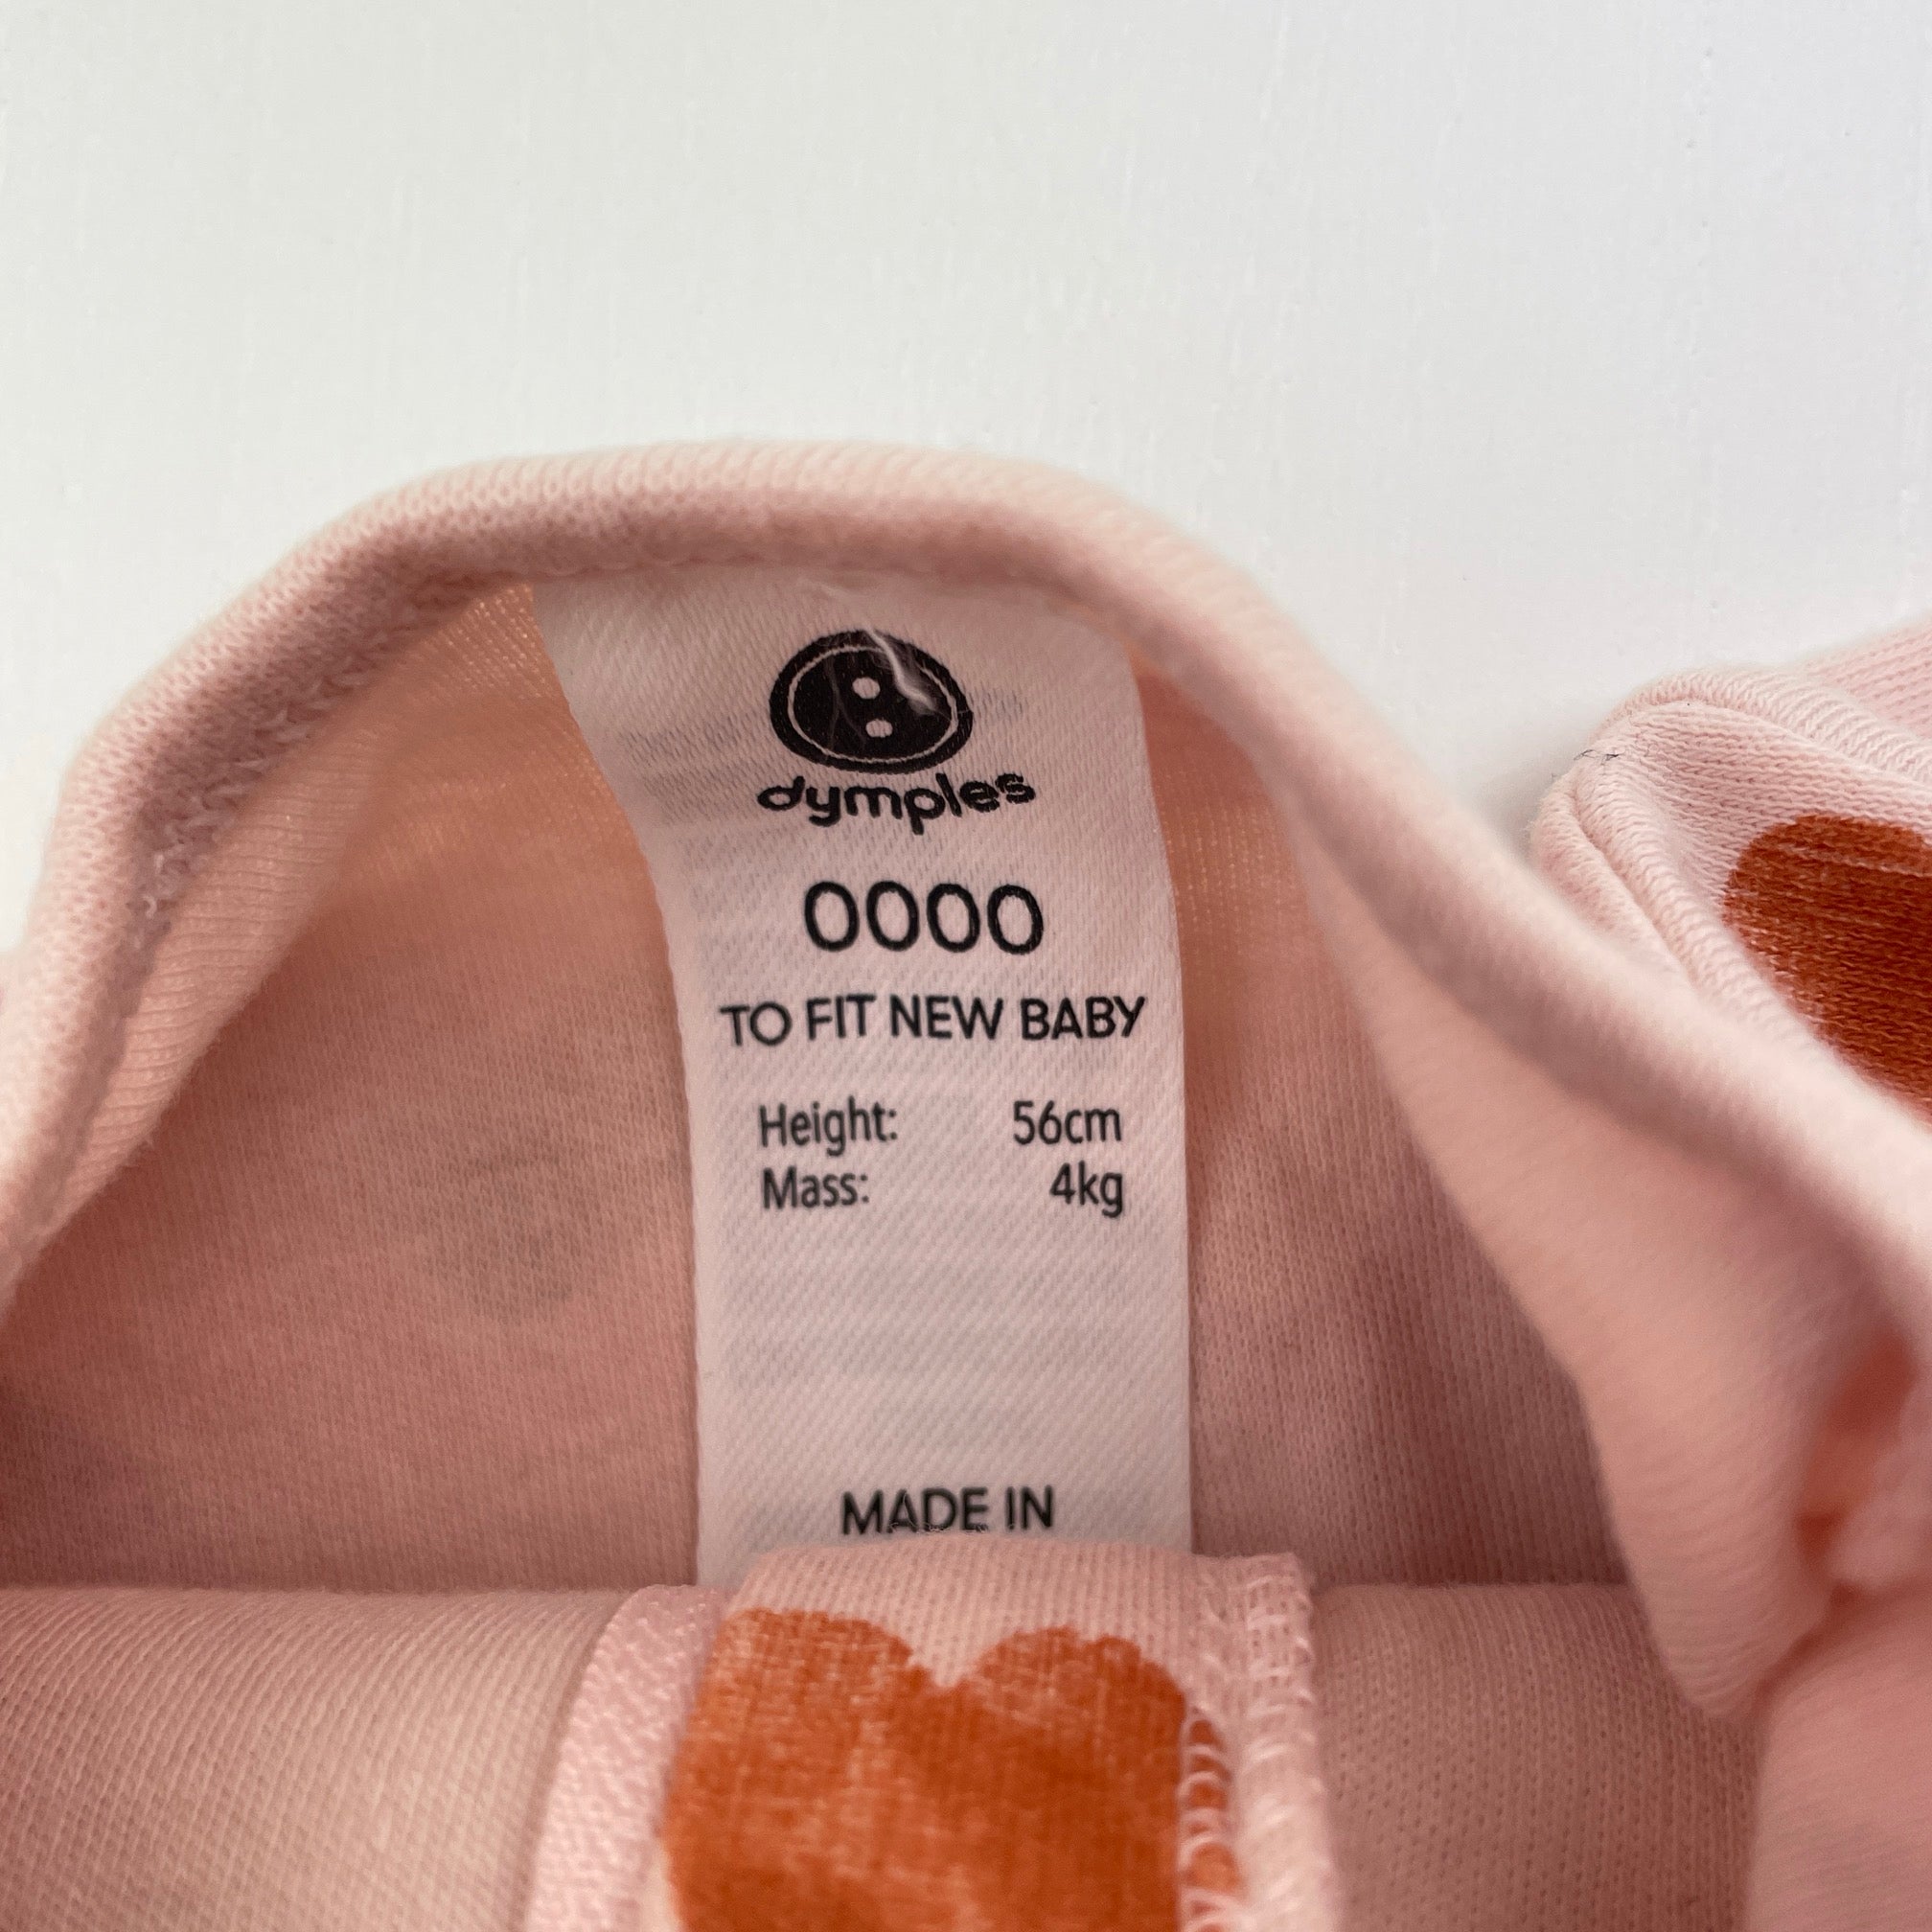 dymples
0000
TO FIT NEW BABY
Height: 56cm
Mass: 4kg
MADE IN